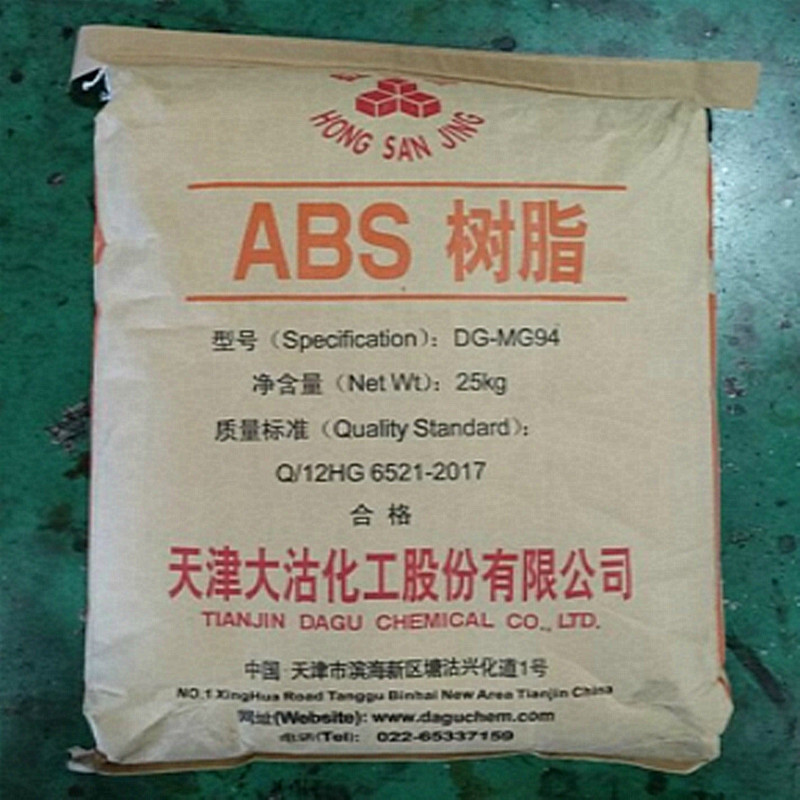 HONG SAN JING
ABS 树脂
型号（Specification）：DG-MG94
净含量（Net Wt）：25kg
质量标准（Quality Standard）：
Q/12HG 6521-2017
合格
天津大沽化工股份有限公司
TIANJIN DAGU CHEMICAL CO., LTD.
中国·天津市滨海新区塘沽兴化道1号
NO.1 XingHua Road Tanggu Binhai New Area Tianjin China
网址(Website): www.daguchem.com
电话(Tel): 022-65337159